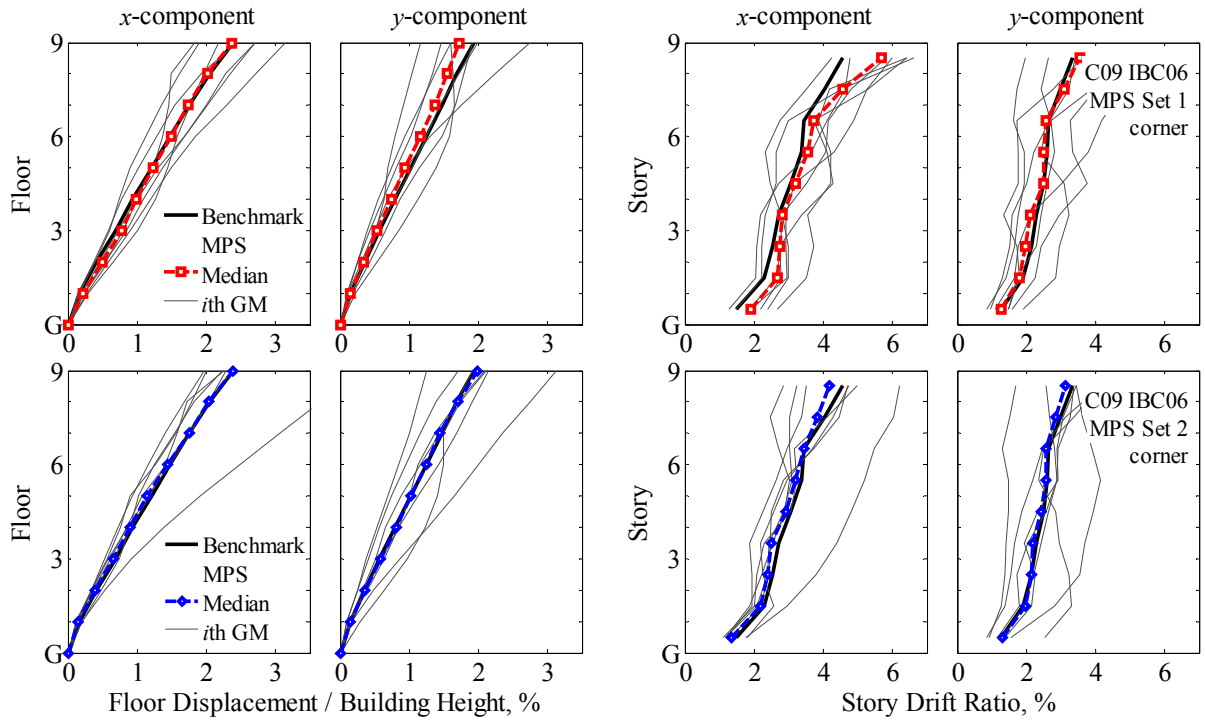 x-component
y-component
x-component
y-component
9
6
3
G
Floor
Benchmark
MPS
Median
ith GM
0
1
2
3
0
1
2
3
9
6
3
G
Story
C09 IBC06
MPS Set 1
corner
0
2
4
6
0
2
4
6
9
6
3
G
Floor
Benchmark
MPS
Median
ith GM
0
1
2
3
0
1
2
3
Floor Displacement / Building Height, %
9
6
3
G
Story
C09 IBC06
MPS Set 2
corner
0
2
4
6
0
2
4
6
Story Drift Ratio, %